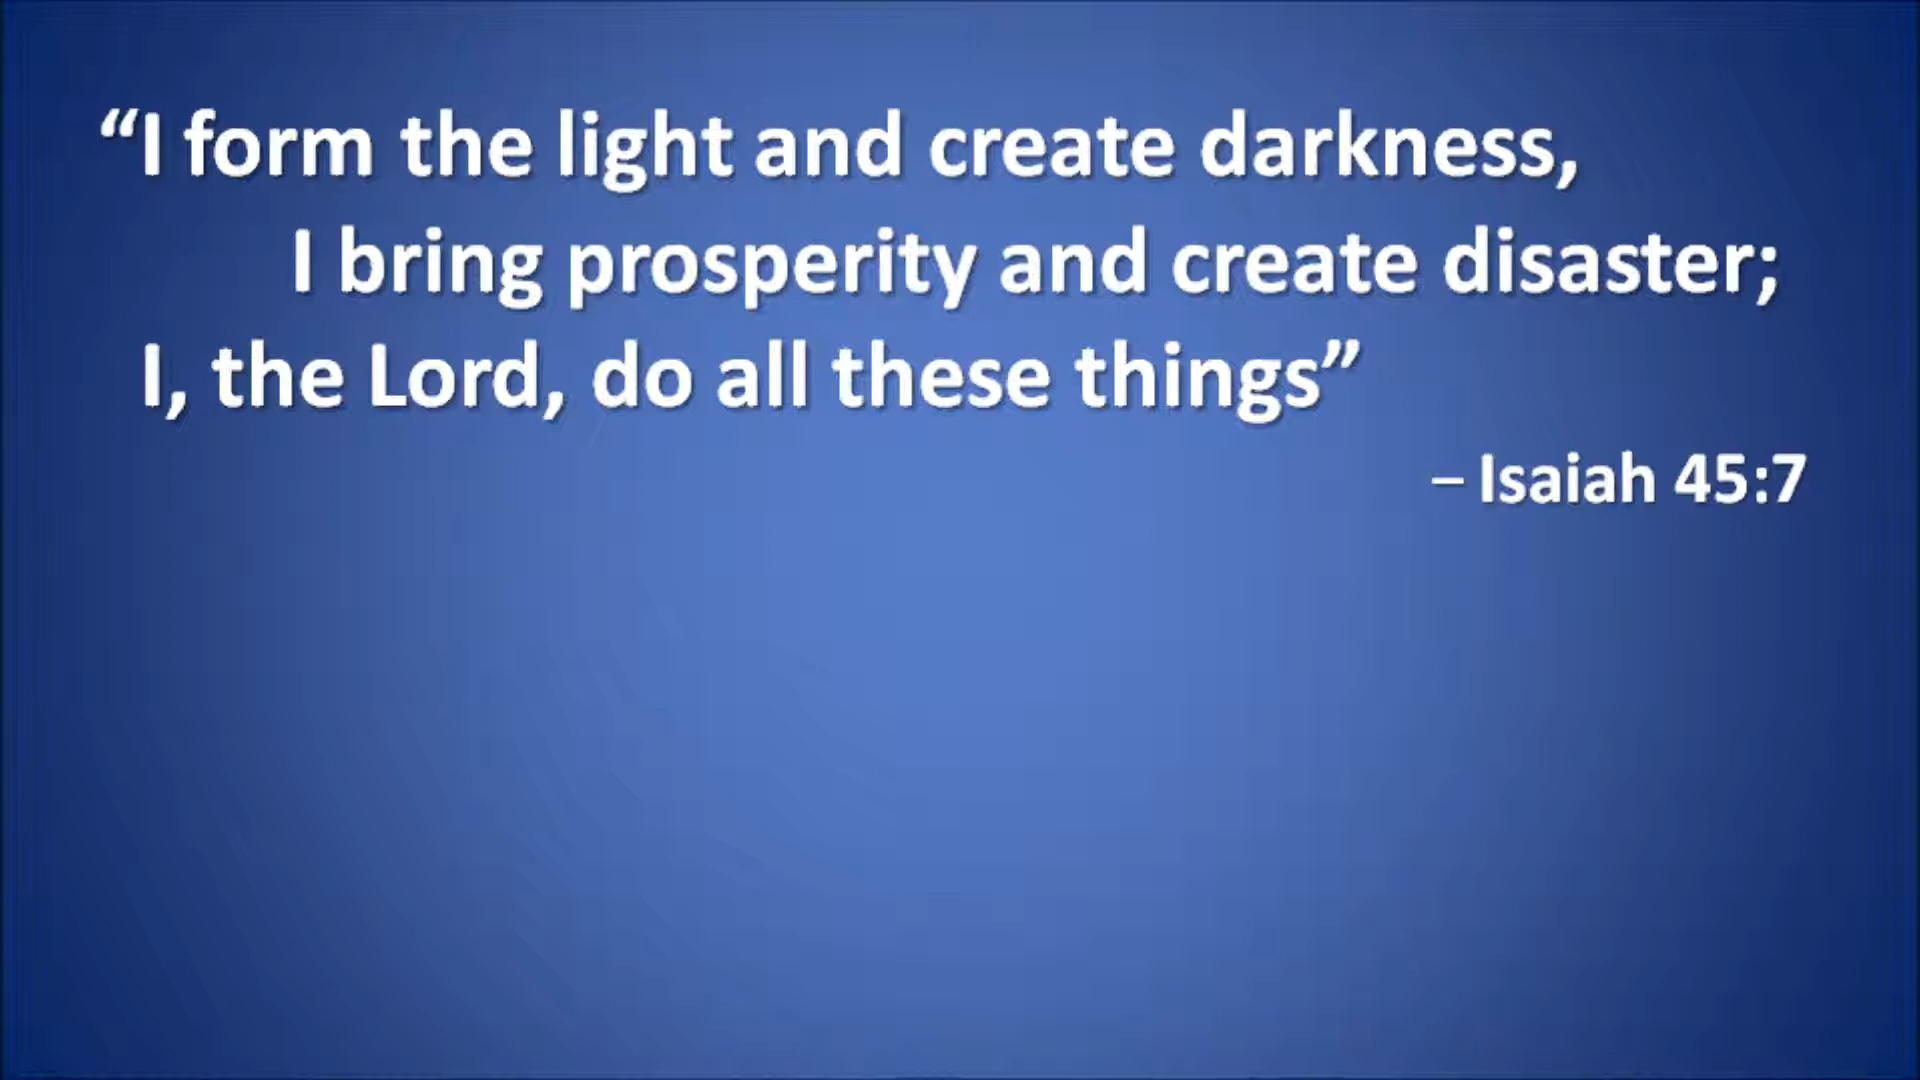 “I form the light and create darkness,
I bring prosperity and create disaster;
I, the Lord, do all these things”
– Isaiah 45:7